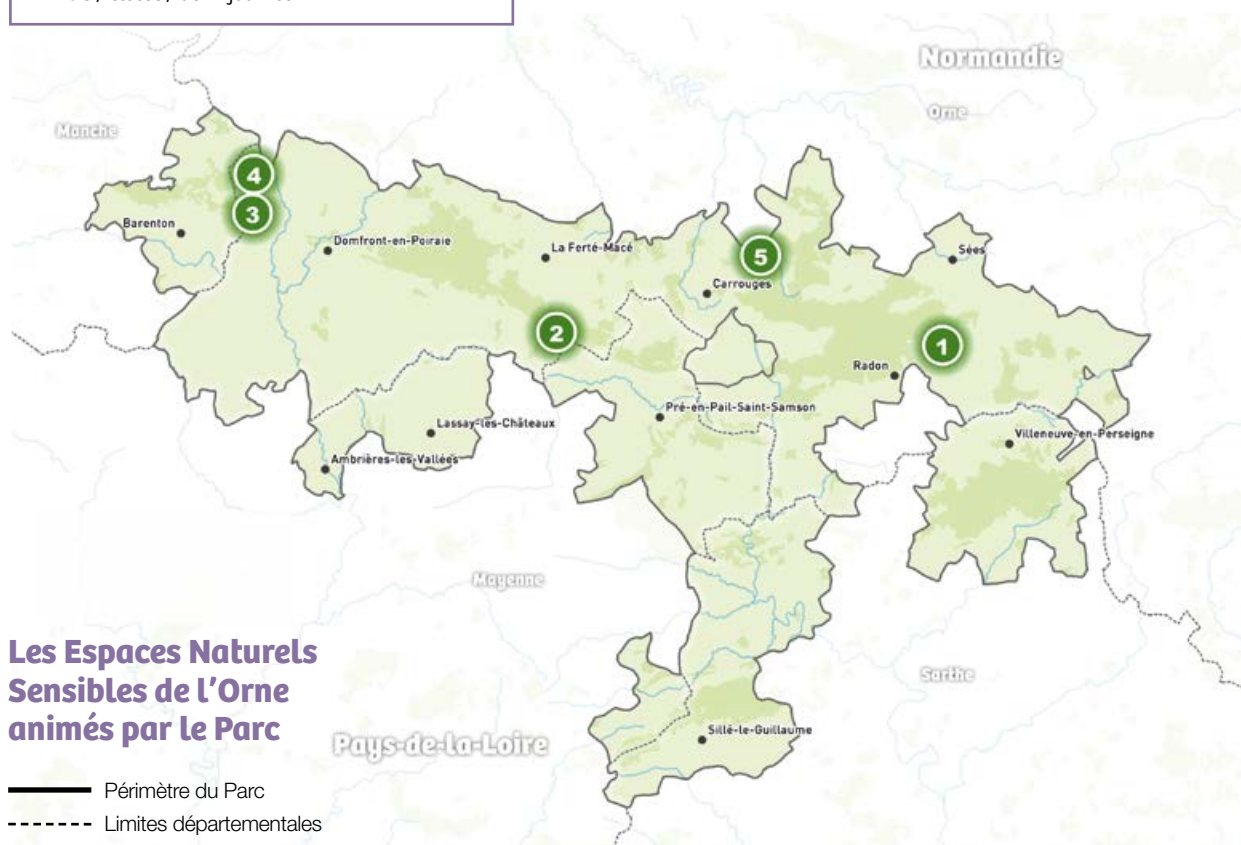 Normandie
Orne
Manche
4
3
Barenton
Domfront-en-Poiraie
La Ferté-Macé
5
Carrouges
Sées
2
1
Radon
Pré-en-Pail-Saint-Samson
Lassay-les-Châteaux
Ambrières-les-Vallées
Villeneuve-en-Perseigne
Mayenne
Sarthe
Sillé-le-Guillaume
Pays-de-la-Loire
Les Espaces Naturels
Sensibles de l'Orne
animés par le Parc
Périmètre du Parc
Limites départementales